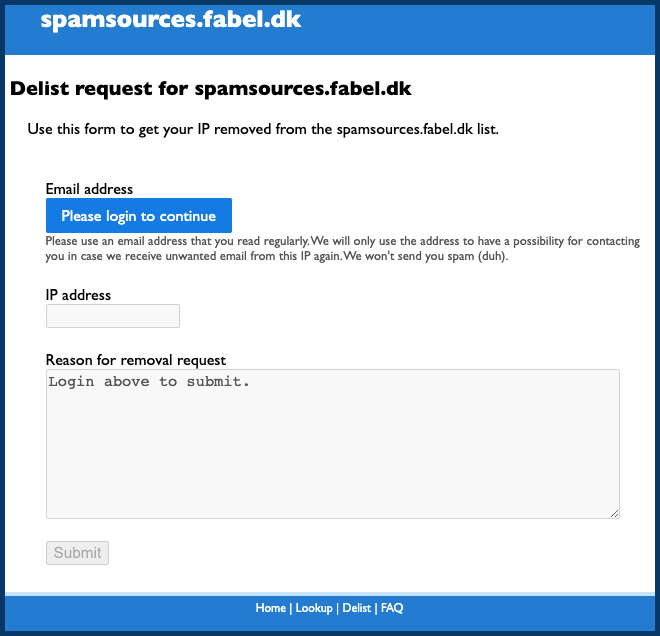 spamsources.fabel.dk
Delist request for spamsources.fabel.dk
Use this form to get your IP removed from the spamsources.fabel.dk list.
Email address
Please login to continue
Please use an email address that you read regularly. We will only use the address to have a possibility for contacting
you in case we receive unwanted email from this IP again. We won't send you spam (duh).
IP address
Reason for removal request
Login above to submit.
Submit
Home | Lookup | Delist | FAQ